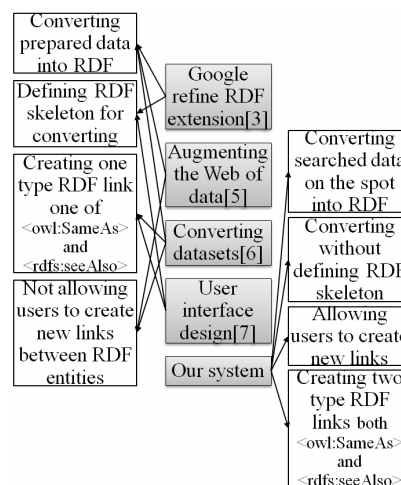 Converting
prepared data
into RDF
Defining RDF
skeleton for
converting
Creating one
type RDF link
one of
<owl:SameAs>
and
<rdfs:seeAlso>
Not allowing
users to create
new links
between RDF
entities
Google
refine RDF
extension[3]
Augmenting
the Web of
data[5]
Converting
datasets[6]
User
interface
design[7]
Our system
Converting
searched data
on the spot
into RDF
Converting
without
defining RDF
skeleton
Allowing
users to create
new links
Creating two
type RDF
links both
<owl:SameAs>
and
<rdfs:seeAlso>